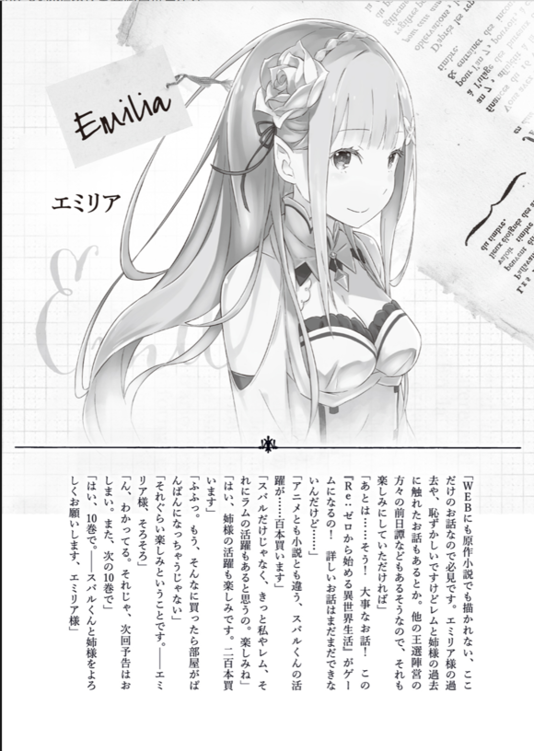 Emilia
エミリア
「WEBにも原作小説でも描かれない、ここ
だけのお話なので必見です。エミリア様の過
去や、恥ずかしいですけどレムと姉様の過去
に触れたお話もあるとか。他の王選陣営の
方々の前日譚などもあるそうなので、それも
楽しみにしていただければ」
「あとは……そう！　大事なお話！　この
『Re:ゼロから始める異世界生活』がゲー
ムになるの！　詳しいお話はまだまだできな
いんだけど……」
「アニメとも小説とも違う、スバルくんの活
躍が……百本買います」
「スバルだけじゃなく、きっと私やレム、そ
れにラムの活躍もあると思うの。楽しみね」
「はい、姉様の活躍も楽しみです。二百本買
います」
「ふふっ。もう、そんなに買ったら部屋がぱ
んぱんになっちゃうじゃない」
「それぐらい楽しみということです。――エミ
リア様、そろそろ」
「ん、わかってる。それじゃ、次回予告はお
しまい。また、次の10巻で」
「はい、10巻で。――スバルくんと姉様をよろ
しくお願いします、エミリア様」